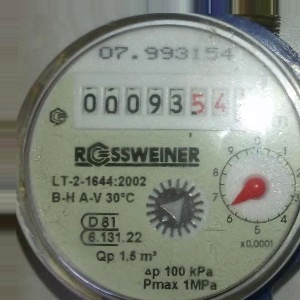 07.993154
0009354
ROSSWEINER
LT-2-1644:2002
B-H A-V 30°C
D 81
6.131.22
Qp 1,5 m³
Δp 100 kPa
Pmax 1MPa
x0,0001